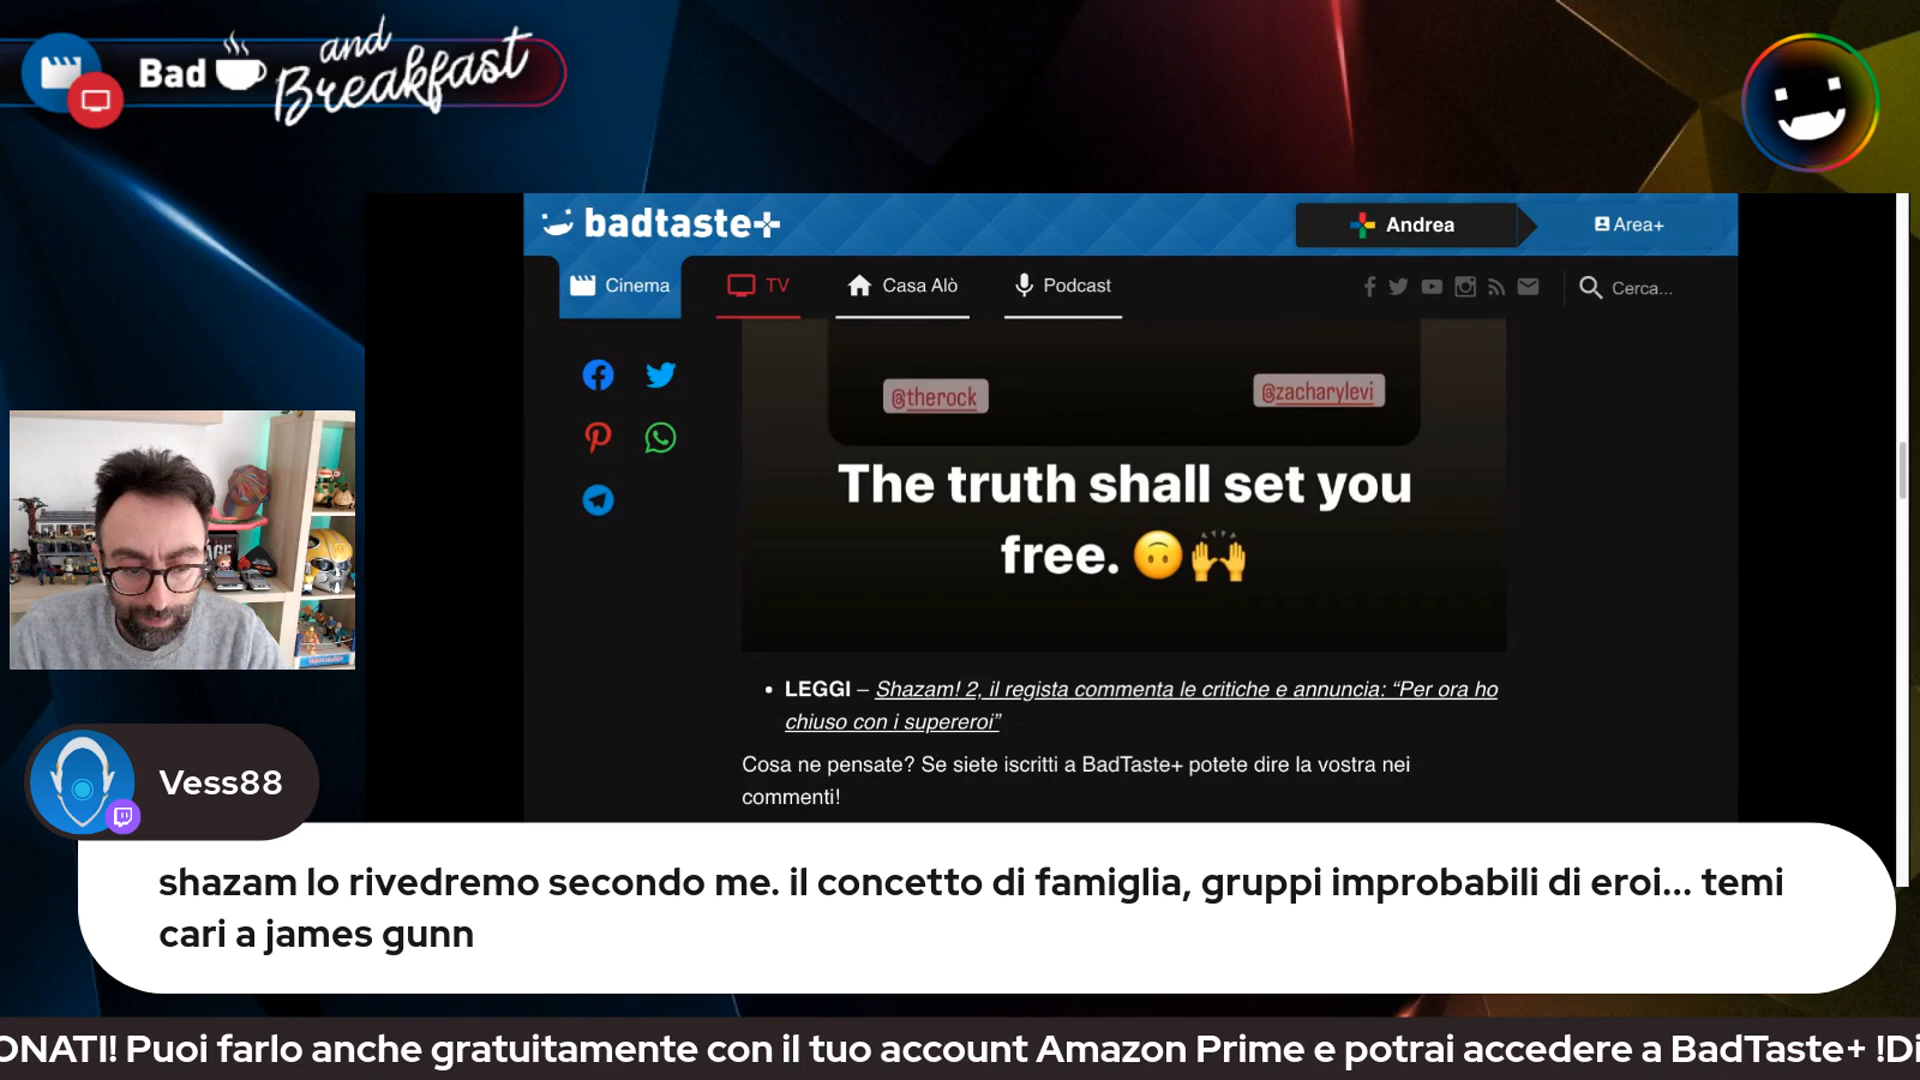 Bad and Breakfast
badtaste+
Andrea
Area+
Cinema
TV
Casa Alò
Podcast
Cerca...
@therock
@zacharylevi
The truth shall set you
free. 🙃🙌
• LEGGI – Shazam! 2, il regista commenta le critiche e annuncia: “Per ora ho
chiuso con i supereroi”
Cosa ne pensate? Se siete iscritti a BadTaste+ potete dire la vostra nei
commenti!
Vess88
shazam lo rivedremo secondo me. il concetto di famiglia, gruppi improbabili di eroi... temi
cari a james gunn
ONATI! Puoi farlo anche gratuitamente con il tuo account Amazon Prime e potrai accedere a BadTaste+ !Di